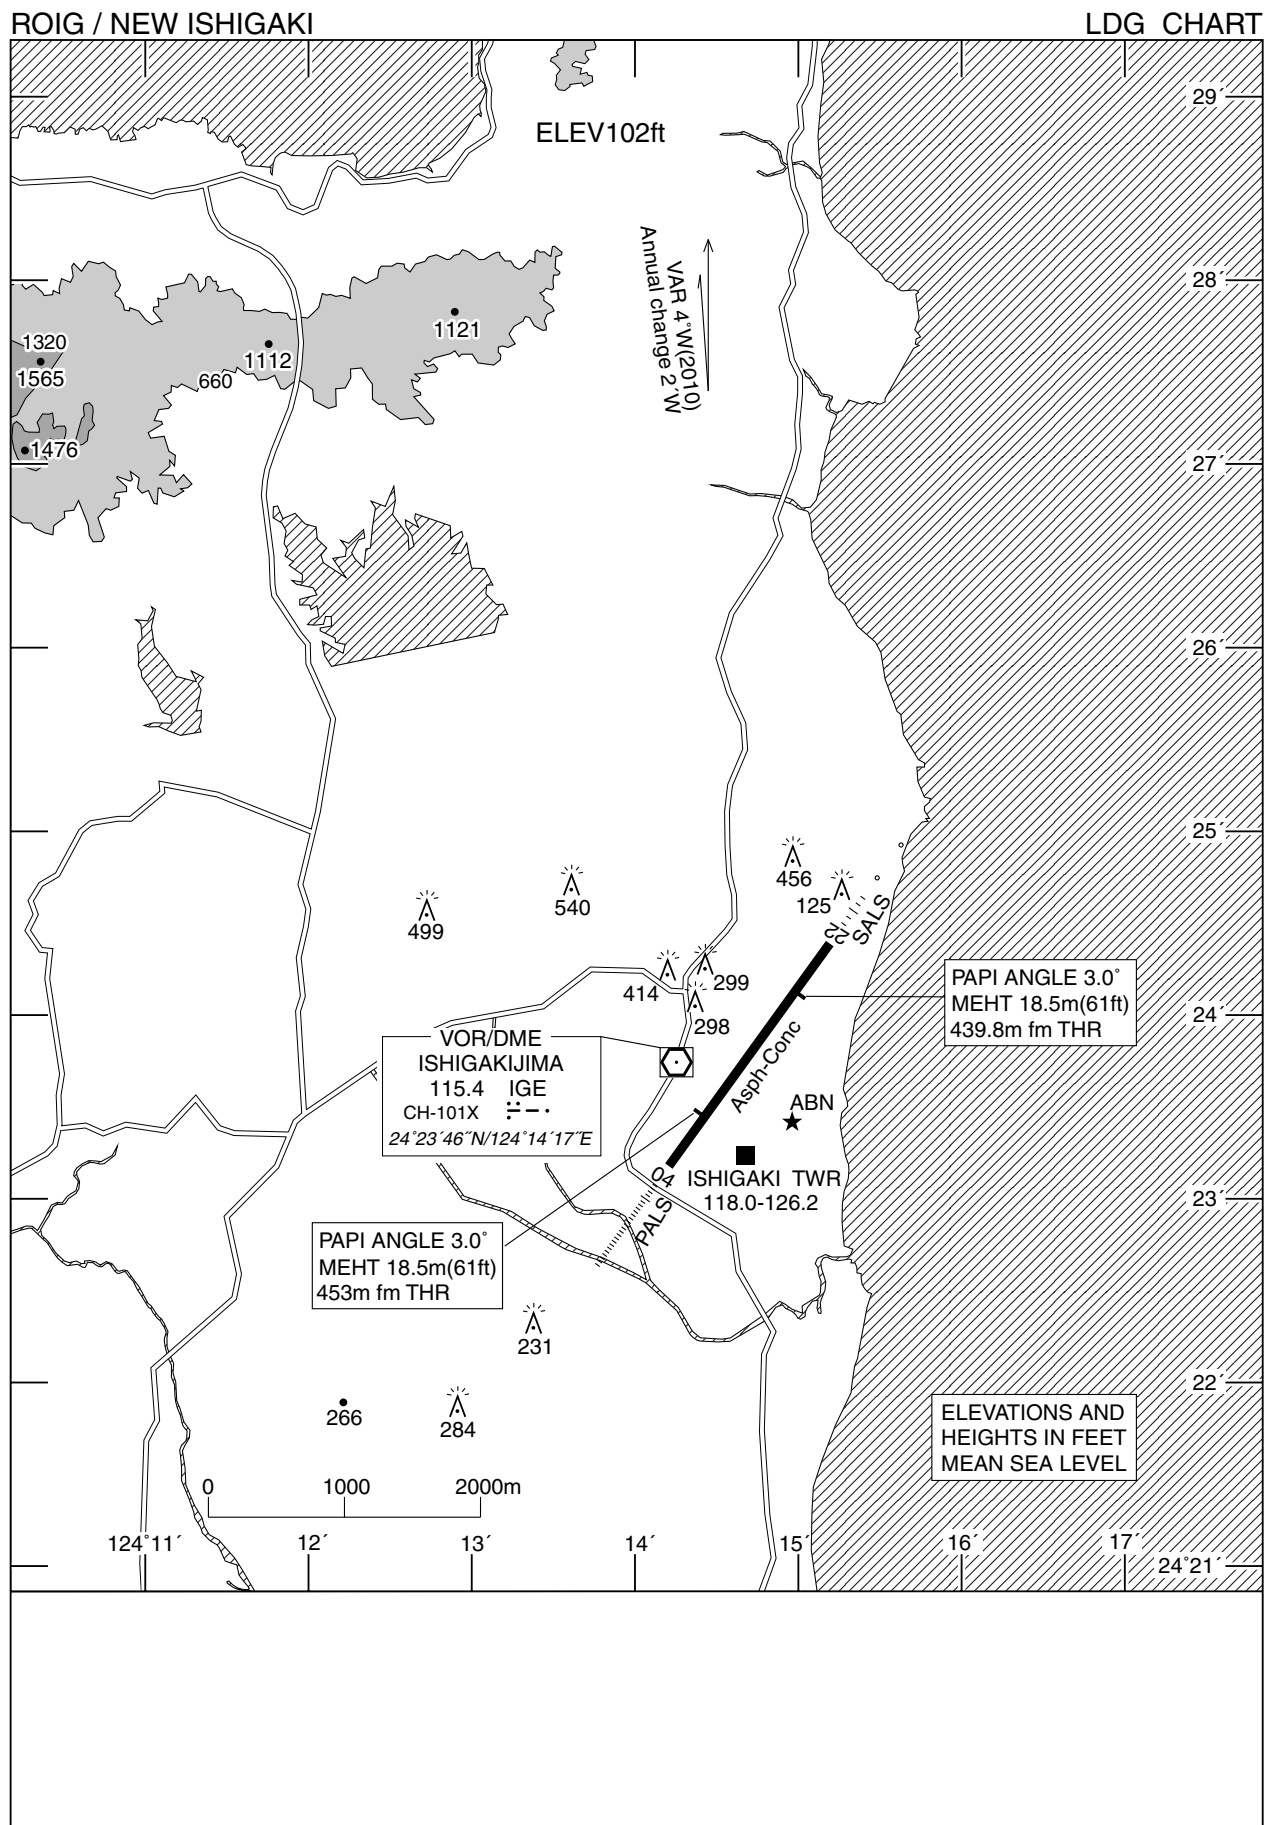 ROIG / NEW ISHIGAKI
LDG CHART
29´
ELEV102ft
VAR 4°W(2010)
Annual change 2´W
28´
1121
1112
1320
1565
660
1476
27´
26´
25´
456
125
540
499
SALS
22
299
414
298
PAPI ANGLE 3.0°
MEHT 18.5m(61ft)
439.8m fm THR
24´
VOR/DME
ISHIGAKIJIMA
115.4 IGE
CH-101X
24°23´46˝N/124°14´17˝E
Asph-Conc
ABN
04
ISHIGAKI TWR
118.0-126.2
23´
PALS
PAPI ANGLE 3.0°
MEHT 18.5m(61ft)
453m fm THR
231
22´
266
284
ELEVATIONS AND
HEIGHTS IN FEET
MEAN SEA LEVEL
0 1000 2000m
124°11´ 12´ 13´ 14´ 15´ 16´ 17´
24°21´